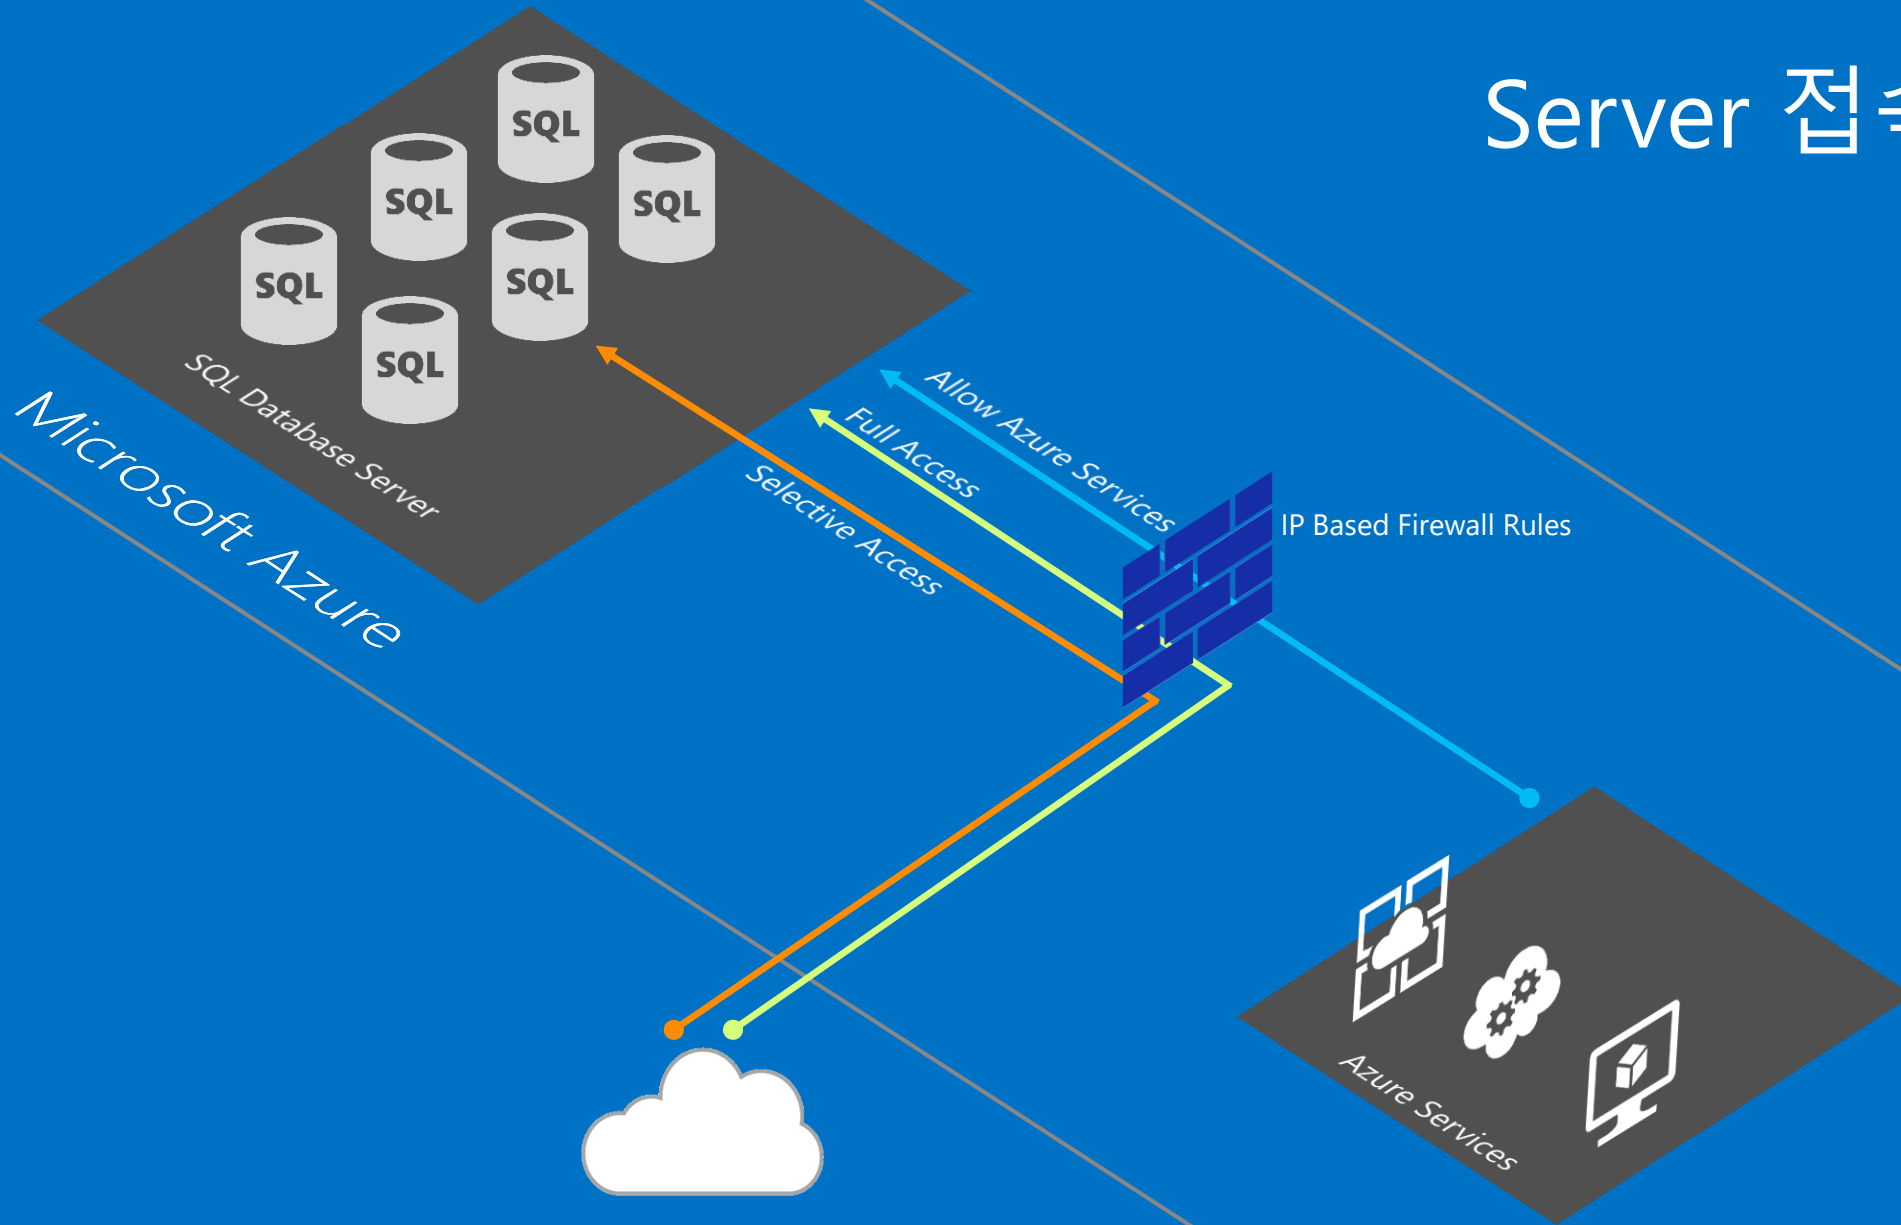 Server 접속
SQL
SQL
SQL
SQL
SQL
SQL
SQL Database Server
Microsoft Azure
Allow Azure Services
Full Access
Selective Access
IP Based Firewall Rules
Azure Services